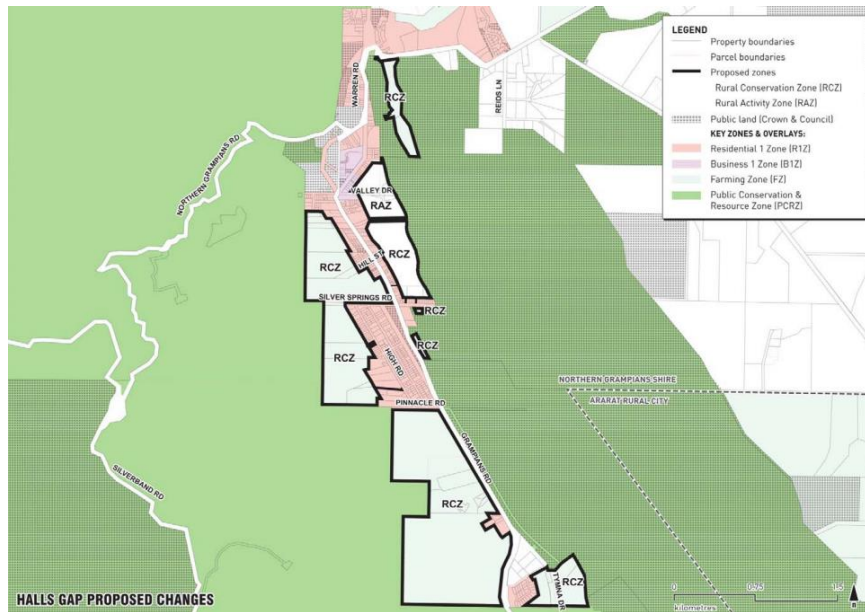 LEGEND
Property boundaries
Parcel boundaries
Proposed zones
Rural Conservation Zone (RCZ)
Rural Activity Zone (RAZ)
Public land (Crown & Council)
KEY ZONES & OVERLAYS:
Residential 1 Zone (R1Z)
Business 1 Zone (B1Z)
Farming Zone (FZ)
Public Conservation &
Resource Zone (PCRZ)
WARREN RD
RCZ
REIDS LN
NORTHERN GRAMPIANS RD
VALLEY DR
RAZ
HILL ST
RCZ
RCZ
SILVER SPRINGS RD
RCZ
RCZ
RCZ
HIGH RD
PINNACLE RD
NORTHERN GRAMPIANS SHIRE
ARARAT RURAL CITY
GRAMPIANS RD
SILVERBAND RD
RCZ
RCZ
TYMNA DR
0 0.75 1.5
kilometres
HALLS GAP PROPOSED CHANGES